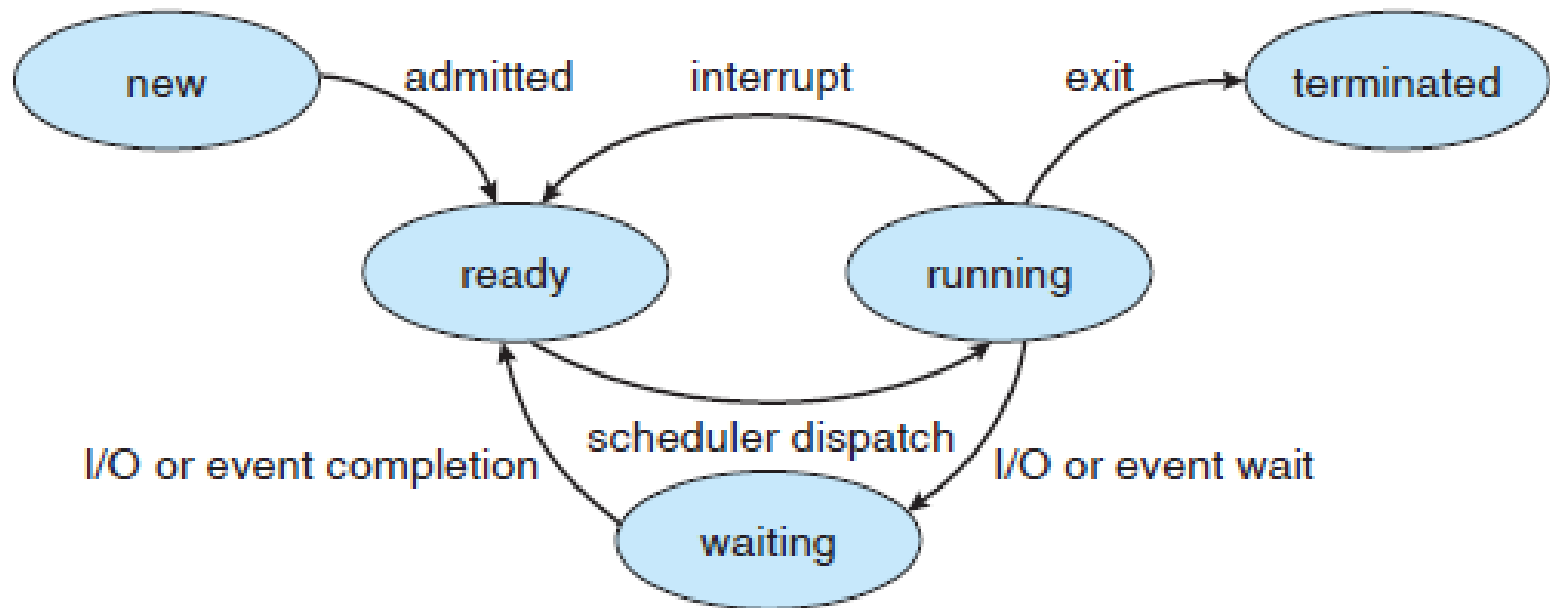 new
admitted
interrupt
exit
terminated
ready
running
scheduler dispatch
I/O or event completion
I/O or event wait
waiting